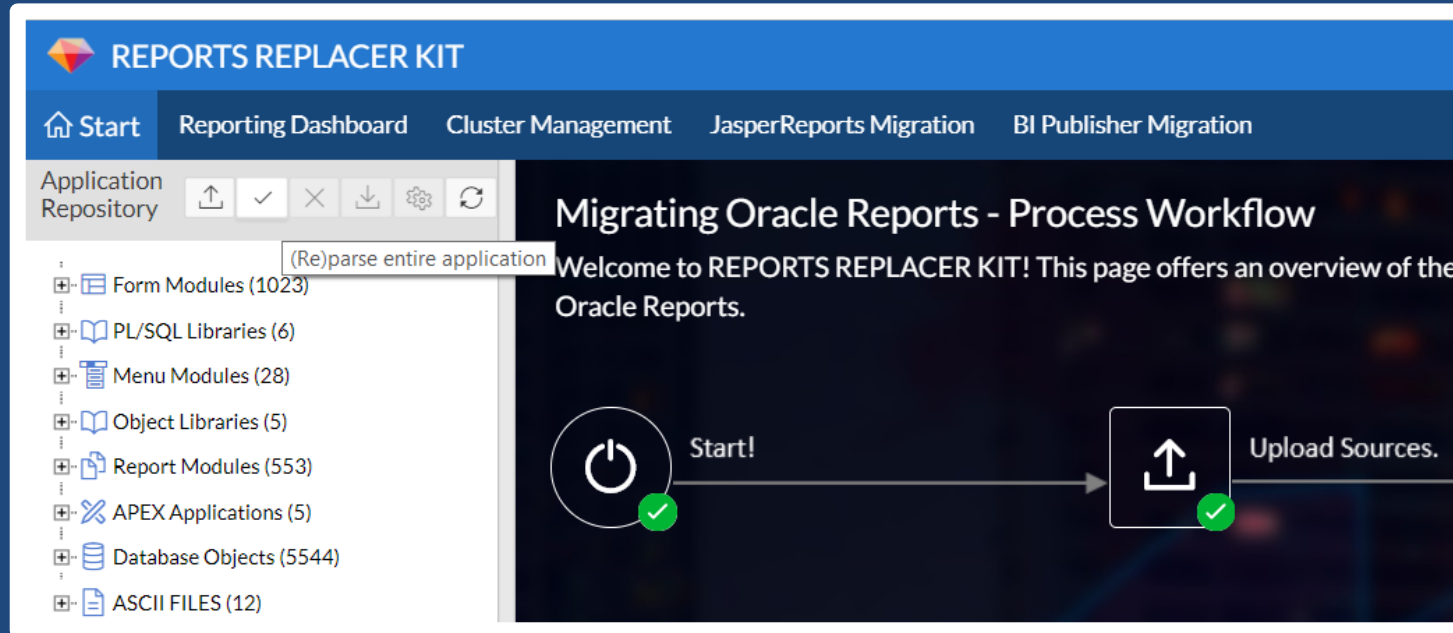 REPORTS REPLACER KIT
Start Reporting Dashboard Cluster Management JasperReports Migration BI Publisher Migration
Application
Repository
(Re)parse entire application
Form Modules (1023)
PL/SQL Libraries (6)
Menu Modules (28)
Object Libraries (5)
Report Modules (553)
APEX Applications (5)
Database Objects (5544)
ASCII FILES (12)
Migrating Oracle Reports - Process Workflow
Welcome to REPORTS REPLACER KIT! This page offers an overview of the
Oracle Reports.
Start!
Upload Sources.